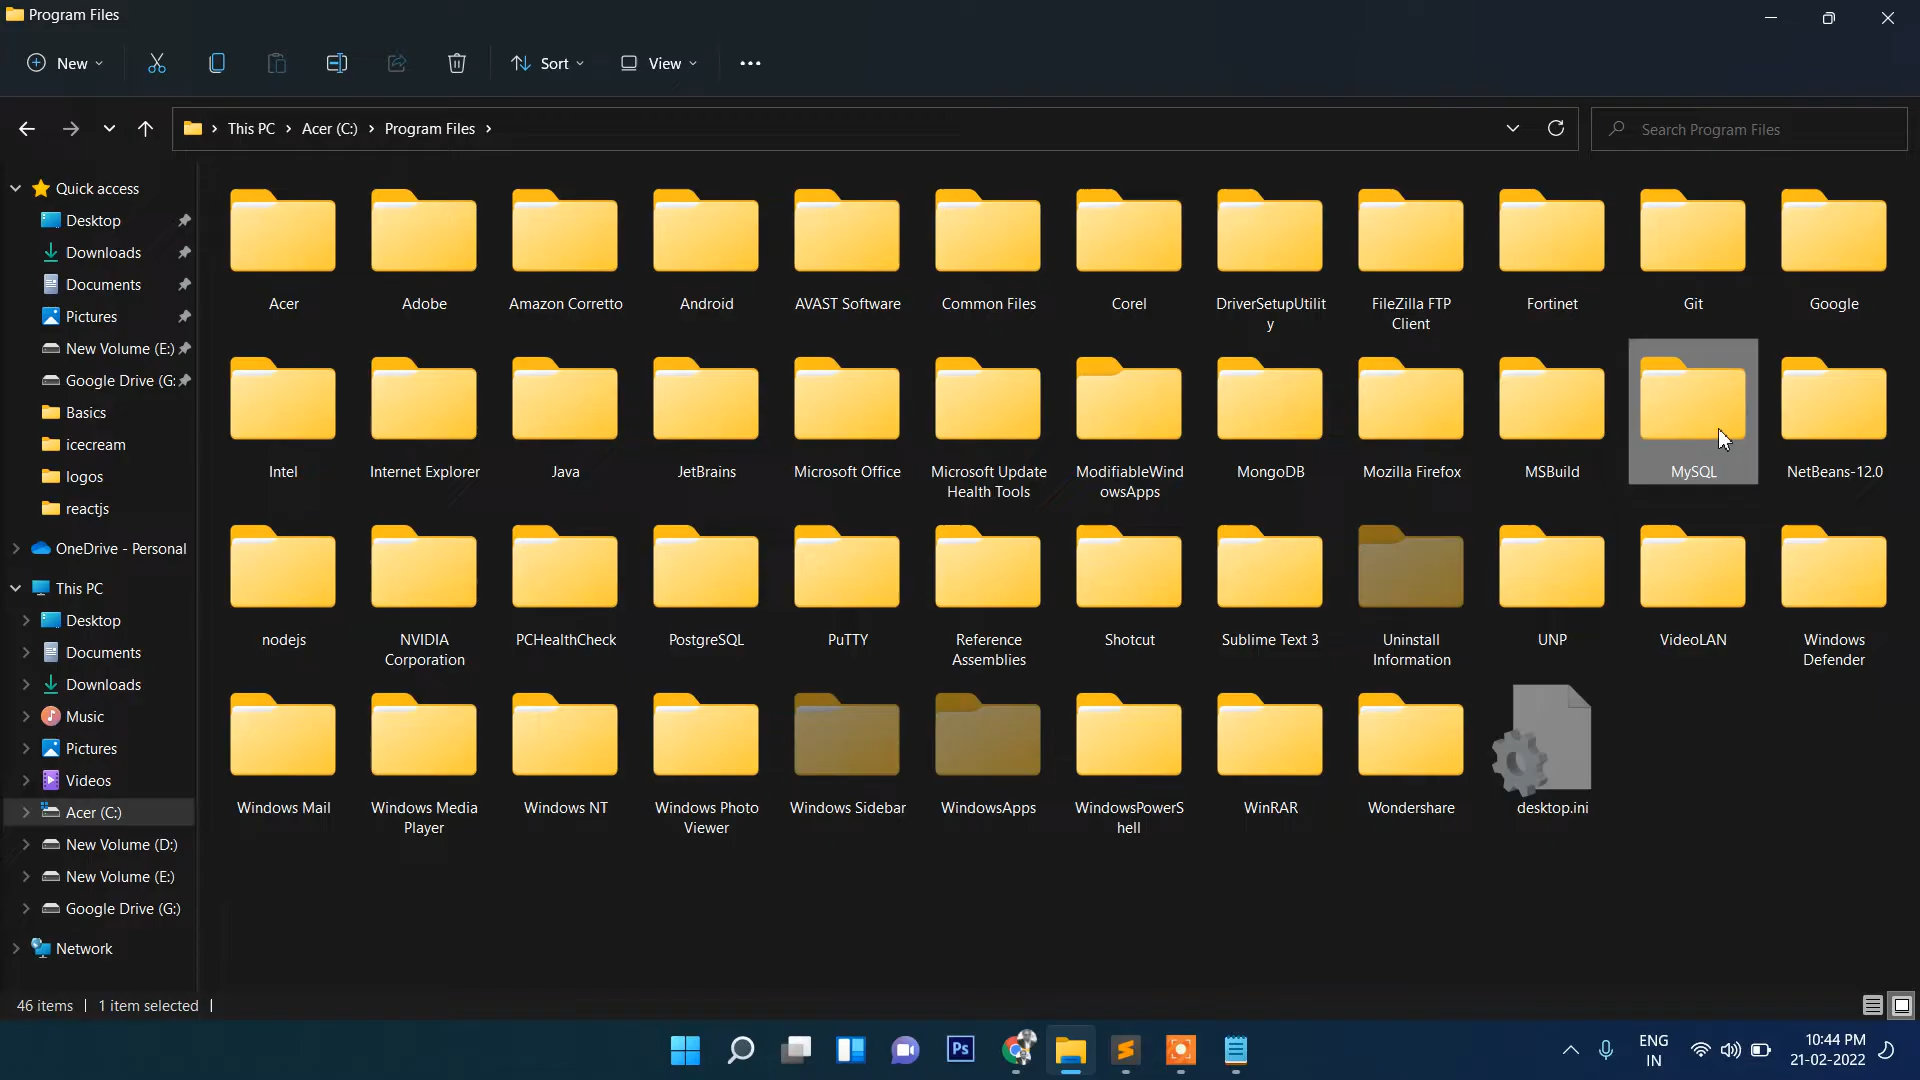 Program Files
New
Sort
View
This PC
Acer (C:)
Program Files
Search Program Files
Quick access
Desktop
Downloads
Documents
Pictures
New Volume (E:)
Google Drive (G:
Basics
icecream
logos
reactjs
OneDrive - Personal
This PC
Desktop
Documents
Downloads
Music
Pictures
Videos
Acer (C:)
New Volume (D:)
New Volume (E:)
Google Drive (G:)
Network
Acer
Adobe
Amazon Corretto
Android
AVAST Software
Common Files
Corel
DriverSetupUtilit
y
FileZilla FTP
Client
Fortinet
Git
Google
Intel
Internet Explorer
Java
JetBrains
Microsoft Office
Microsoft Update
Health Tools
ModifiableWind
owsApps
MongoDB
Mozilla Firefox
MSBuild
MySQL
NetBeans-12.0
nodejs
NVIDIA
Corporation
PCHealthCheck
PostgreSQL
PuTTY
Reference
Assemblies
Shotcut
Sublime Text 3
Uninstall
Information
UNP
VideoLAN
Windows
Defender
Windows Mail
Windows Media
Player
Windows NT
Windows Photo
Viewer
Windows Sidebar
WindowsApps
WindowsPowerS
hell
WinRAR
Wondershare
desktop.ini
46 items
1 item selected
Ps
ENG
IN
10:44 PM
21-02-2022